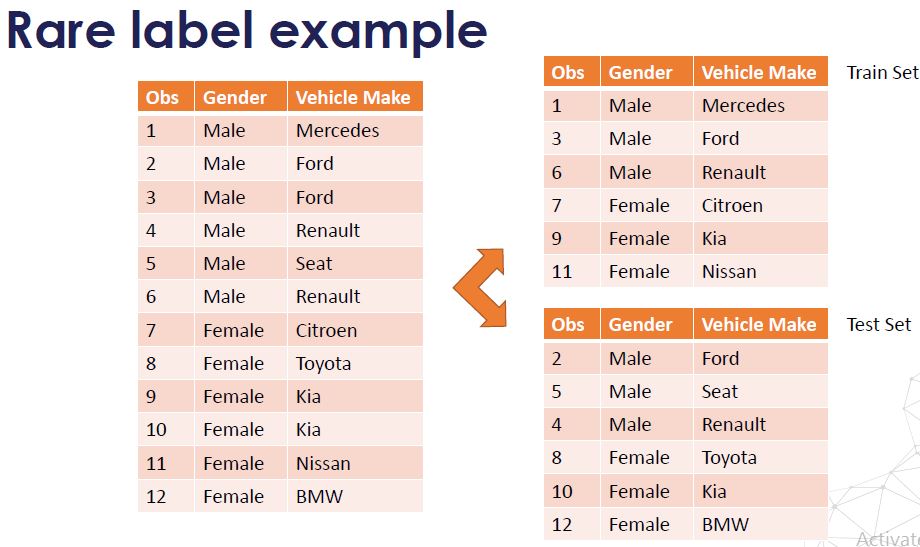 Rare label example
Obs Gender Vehicle Make
1 Male Mercedes
2 Male Ford
3 Male Ford
4 Male Renault
5 Male Seat
6 Male Renault
7 Female Citroen
8 Female Toyota
9 Female Kia
10 Female Kia
11 Female Nissan
12 Female BMW
Obs Gender Vehicle Make Train Set
1 Male Mercedes
3 Male Ford
6 Male Renault
7 Female Citroen
9 Female Kia
11 Female Nissan
Obs Gender Vehicle Make Test Set
2 Male Ford
5 Male Seat
4 Male Renault
8 Female Toyota
10 Female Kia
12 Female BMW
Activat